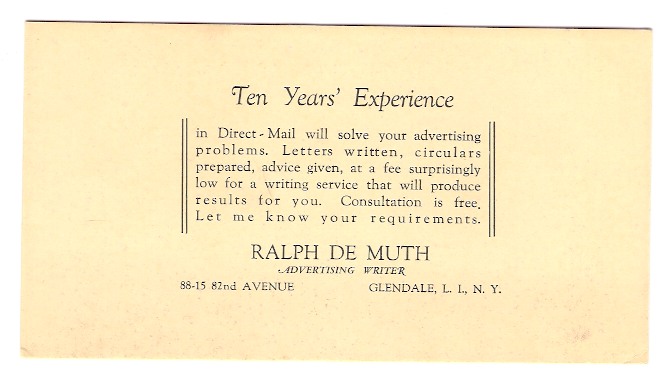 Ten Years' Experience
in Direct-Mail will solve your advertising
problems. Letters written, circulars
prepared, advice given, at a fee surprisingly
low for a writing service that will produce
results for you. Consultation is free.
Let me know your requirements.
RALPH DE MUTH
ADVERTISING WRITER
88-15 82nd AVENUE GLENDALE, L. I., N. Y.